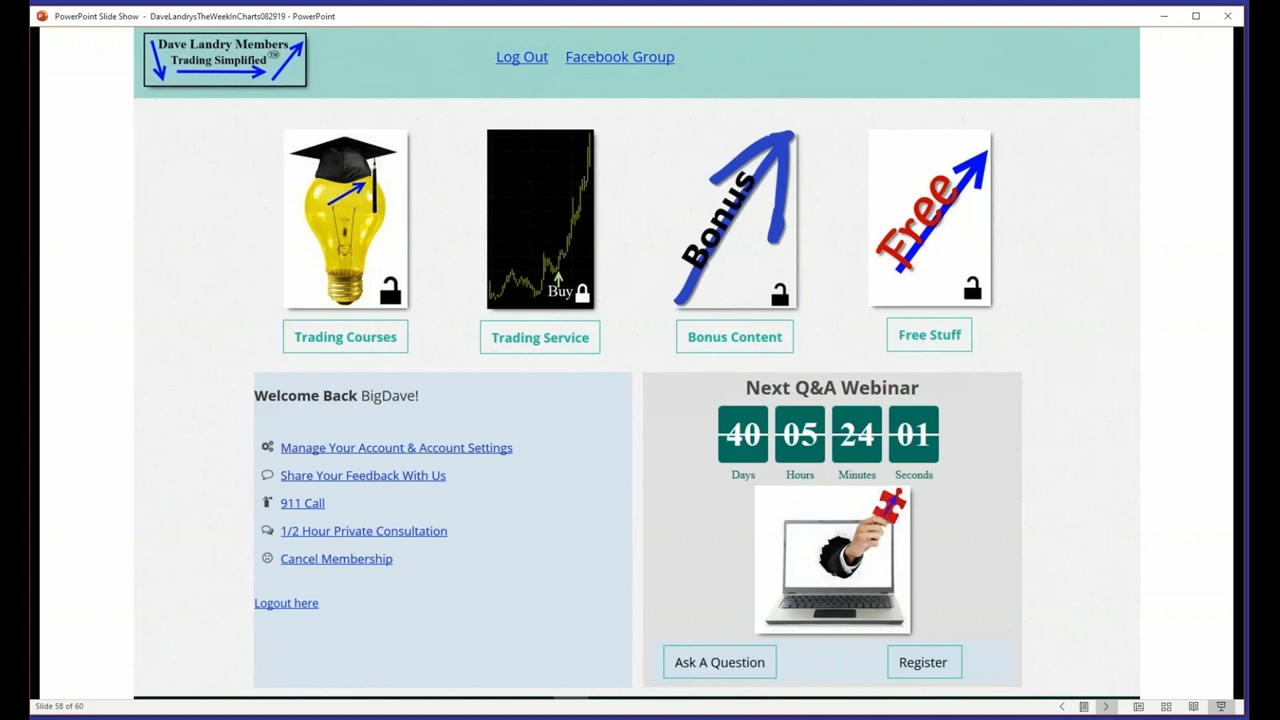 PowerPoint Slide Show - DaveLandrysTheWeekInCharts082919 - PowerPoint
Dave Landry Members
Trading Simplified™
Log Out Facebook Group
Buy
Bonus
Free
Trading Courses
Trading Service
Bonus Content
Free Stuff
Welcome Back BigDave!
Manage Your Account & Account Settings
Share Your Feedback With Us
911 Call
1/2 Hour Private Consultation
Cancel Membership
Logout here
Next Q&A Webinar
40 05 24 01
Days Hours Minutes Seconds
Ask A Question
Register
Slide 58 of 60